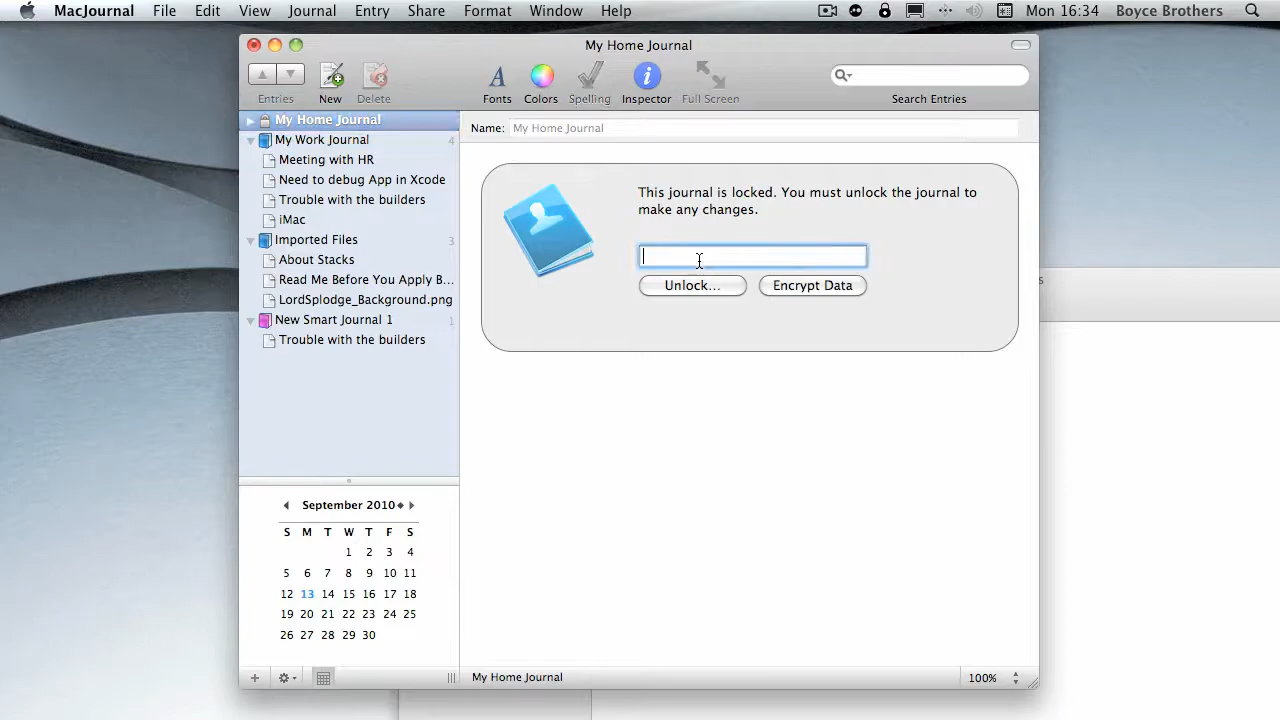 MacJournal File Edit View Journal Entry Share Format Window Help Mon 16:34 Boyce Brothers
My Home Journal
Entries New Delete Fonts Colors Spelling Inspector Full Screen Search Entries
My Home Journal
My Work Journal 4
Meeting with HR
Need to debug App in Xcode
Trouble with the builders
iMac
Imported Files 3
About Stacks
Read Me Before You Apply B...
LordSplodge_Background.png
New Smart Journal 1 1
Trouble with the builders
Name: My Home Journal
This journal is locked. You must unlock the journal to
make any changes.
Unlock... Encrypt Data
September 2010
S M T W T F S
1 2 3 4
5 6 7 8 9 10 11
12 13 14 15 16 17 18
19 20 21 22 23 24 25
26 27 28 29 30
My Home Journal 100%